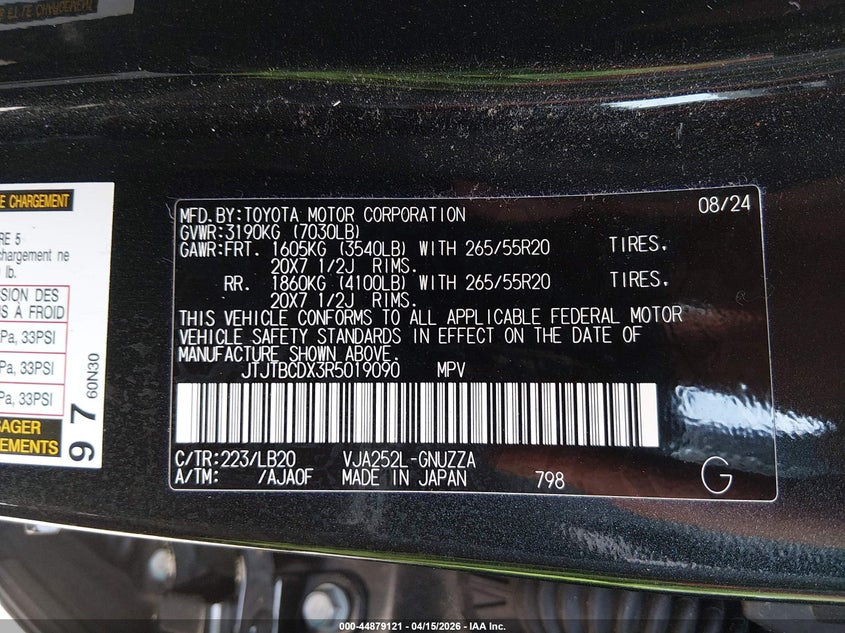 E CHARGEMENT
RE 5
chargement ne
lb.
SSION DES
S À FROID
Pa, 33PSI
Pa, 33PSI
Pa, 33PSI
AGER
EMENTS
97 60N30
MFD.BY:TOYOTA MOTOR CORPORATION 08/24
GVWR:3190KG (7030LB)
GAWR:FRT. 1605KG (3540LB) WITH 265/55R20 TIRES,
20X7 1/2J RIMS.
RR. 1860KG (4100LB) WITH 265/55R20 TIRES,
20X7 1/2J RIMS.
THIS VEHICLE CONFORMS TO ALL APPLICABLE FEDERAL MOTOR
VEHICLE SAFETY STANDARDS IN EFFECT ON THE DATE OF
MANUFACTURE SHOWN ABOVE.
JTJTBCDX3R5019090 MPV
C/TR:223/LB20 VJA252L-GNUZZA
A/TM: /AJA0F MADE IN JAPAN 798 G
000-44879121 - 04/15/2026 - IAA Inc.